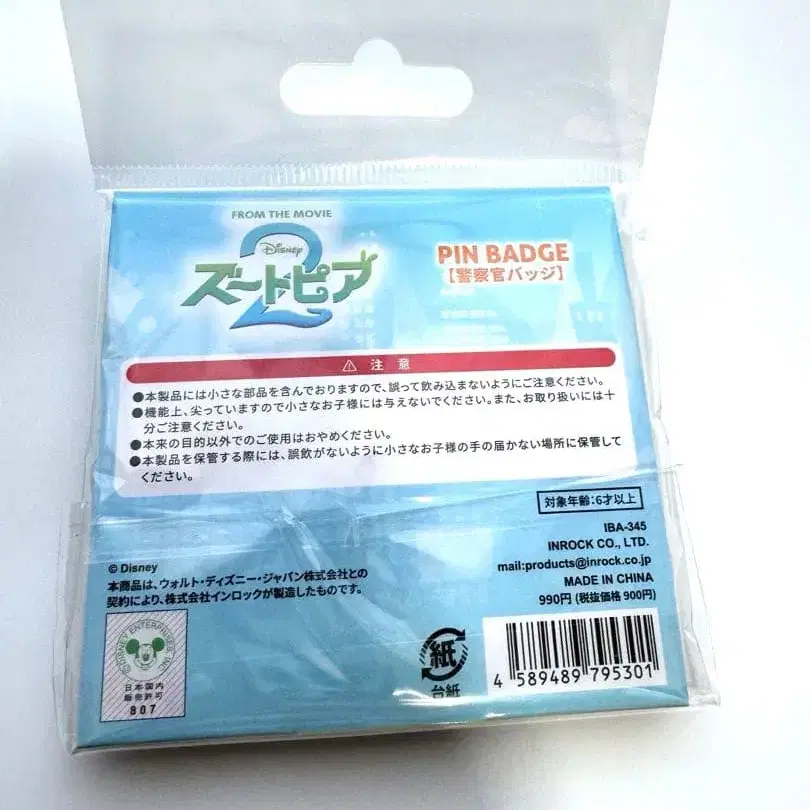 FROM THE MOVIE
Disney
ズートピア
2
PIN BADGE
【警察官バッジ】
注意
●本製品には小さな部品を含んでおりますので、誤って飲み込まないようにご注意ください。
●機能上、尖っていますので小さなお子様には与えないでください。また、お取り扱いには十
分ご注意ください。
●本来の目的以外でのご使用はおやめください。
●本製品を保管する際には、誤飲がないように小さなお子様の手の届かない場所に保管して
ください。
対象年齢:6才以上
IBA-345
INROCK CO., LTD.
mail:products@inrock.co.jp
MADE IN CHINA
990円 (税抜価格 900円)
© Disney
本商品は、ウォルト・ディズニー・ジャパン株式会社との
契約により、株式会社インロックが製造したものです。
©DISNEY ENTERPRISES, INC.
日本国内
販売許可
807
紙
台紙
4 589489 795301